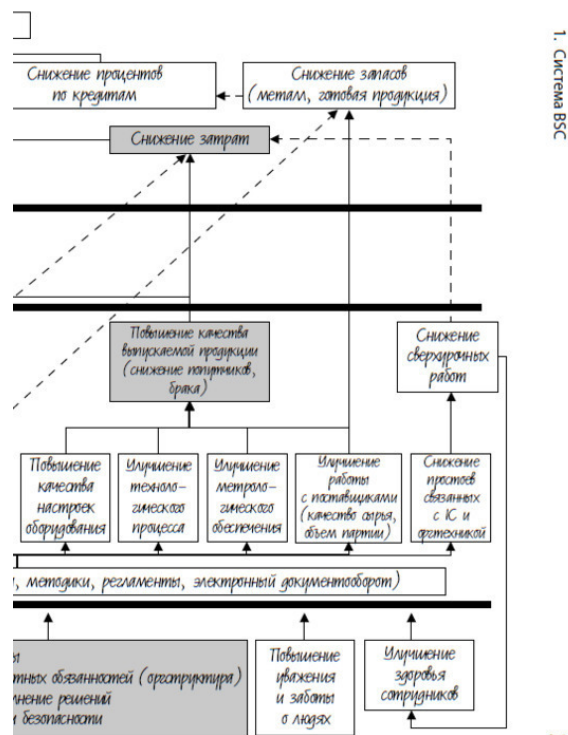 1. Система BSC
Снижение процентов
по кредитам
Снижение запасов
(металл, готовая продукция)
Снижение затрат
Повышение качества
выпускаемой продукции
(снижение попутчиков,
брака)
Снижение
сверхурочных
работ
Повышение
качества
настроек
оборудования
Улучшение
техноло-
гического
процесса
Улучшение
метроло-
гического
обеспечения
Улучшение
работы
с поставщиками
(качество сырья,
объем партии)
Снижение
простоев
связанных
с IC и
оргтехникой
, методики, регламенты, электронный документооборот)
ы
тных обязанностей (оргструктура)
лнение решений
и безопасности
Повышение
уважения
и заботы
о людях
Улучшение
здоровья
сотрудников